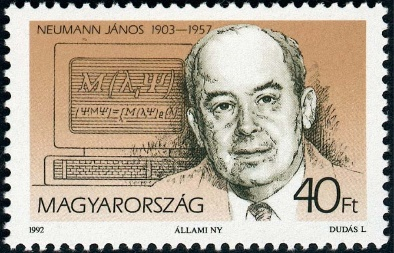 NEUMANN JÁNOS 1903—1957
M(λ,Ψ)
MAGYARORSZÁG
40Ft
1992
ÁLLAMI NY
DUDÁS L.